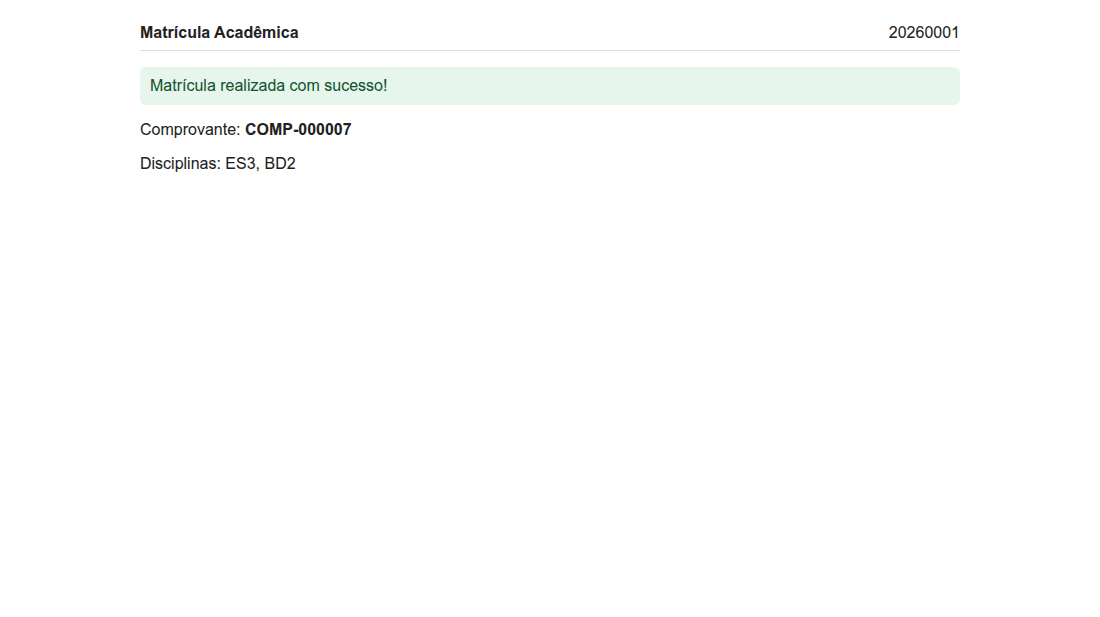 Matrícula Acadêmica 20260001
Matrícula realizada com sucesso!
Comprovante: COMP-000007
Disciplinas: ES3, BD2